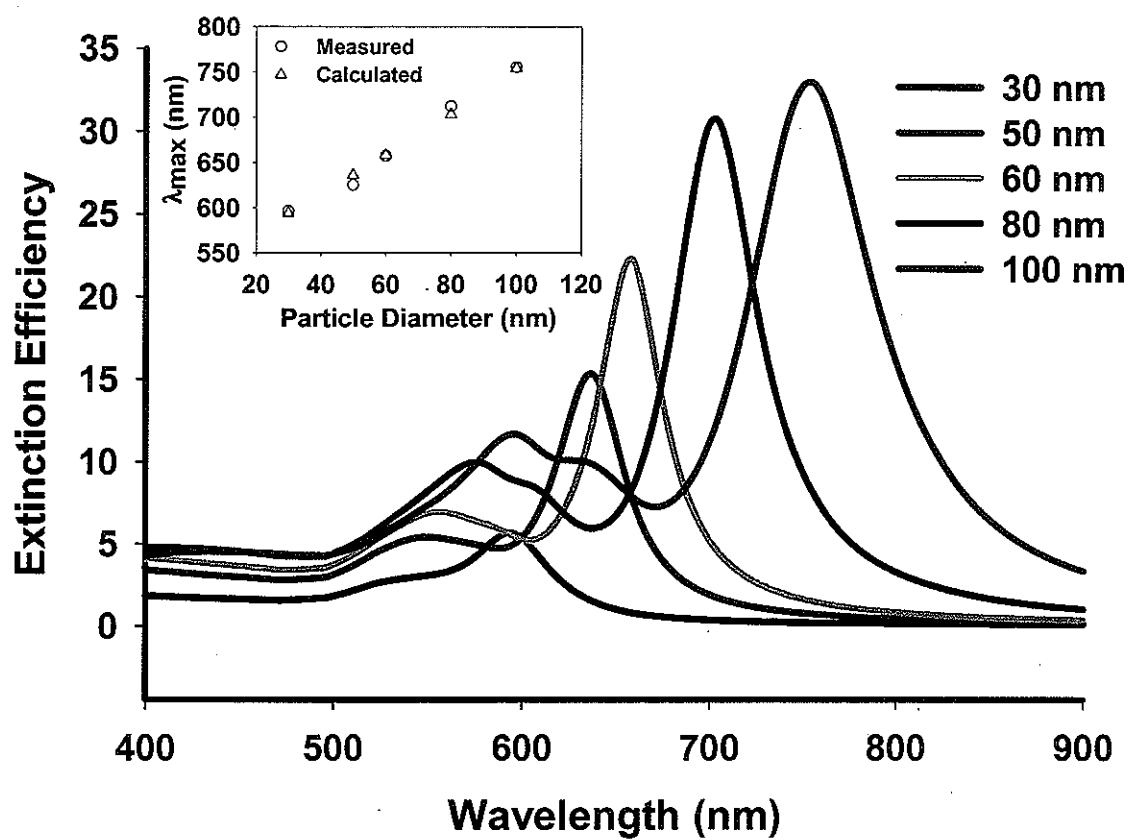 800
750
700
650
600
550
λmax (nm)
Measured
Calculated
20 40 60 80 100 120
Particle Diameter (nm)
35
30
25
20
15
10
5
0
Extinction Efficiency
30 nm
50 nm
60 nm
80 nm
100 nm
400 500 600 700 800 900
Wavelength (nm)